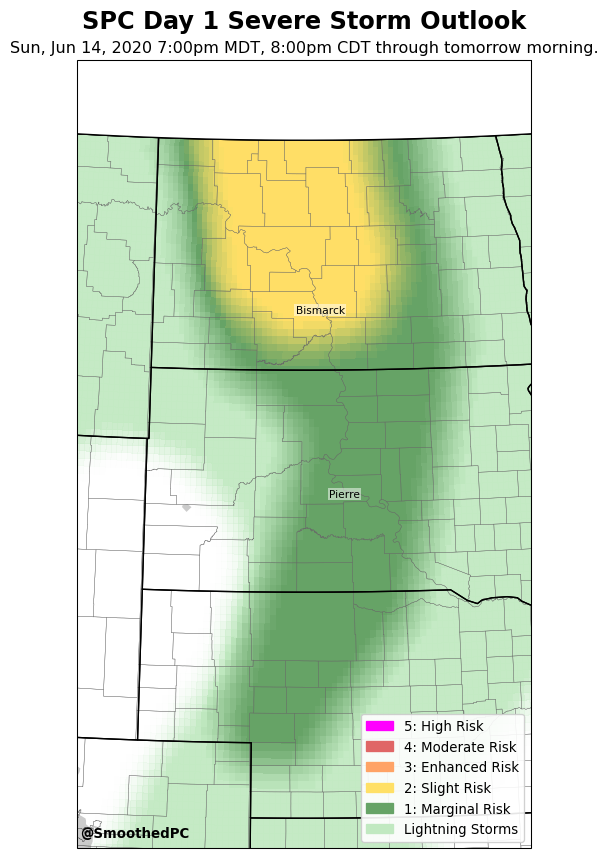 SPC Day 1 Severe Storm Outlook
Sun, Jun 14, 2020 7:00pm MDT, 8:00pm CDT through tomorrow morning.
Bismarck
Pierre
5: High Risk
4: Moderate Risk
3: Enhanced Risk
2: Slight Risk
1: Marginal Risk
Lightning Storms
@SmoothedPC